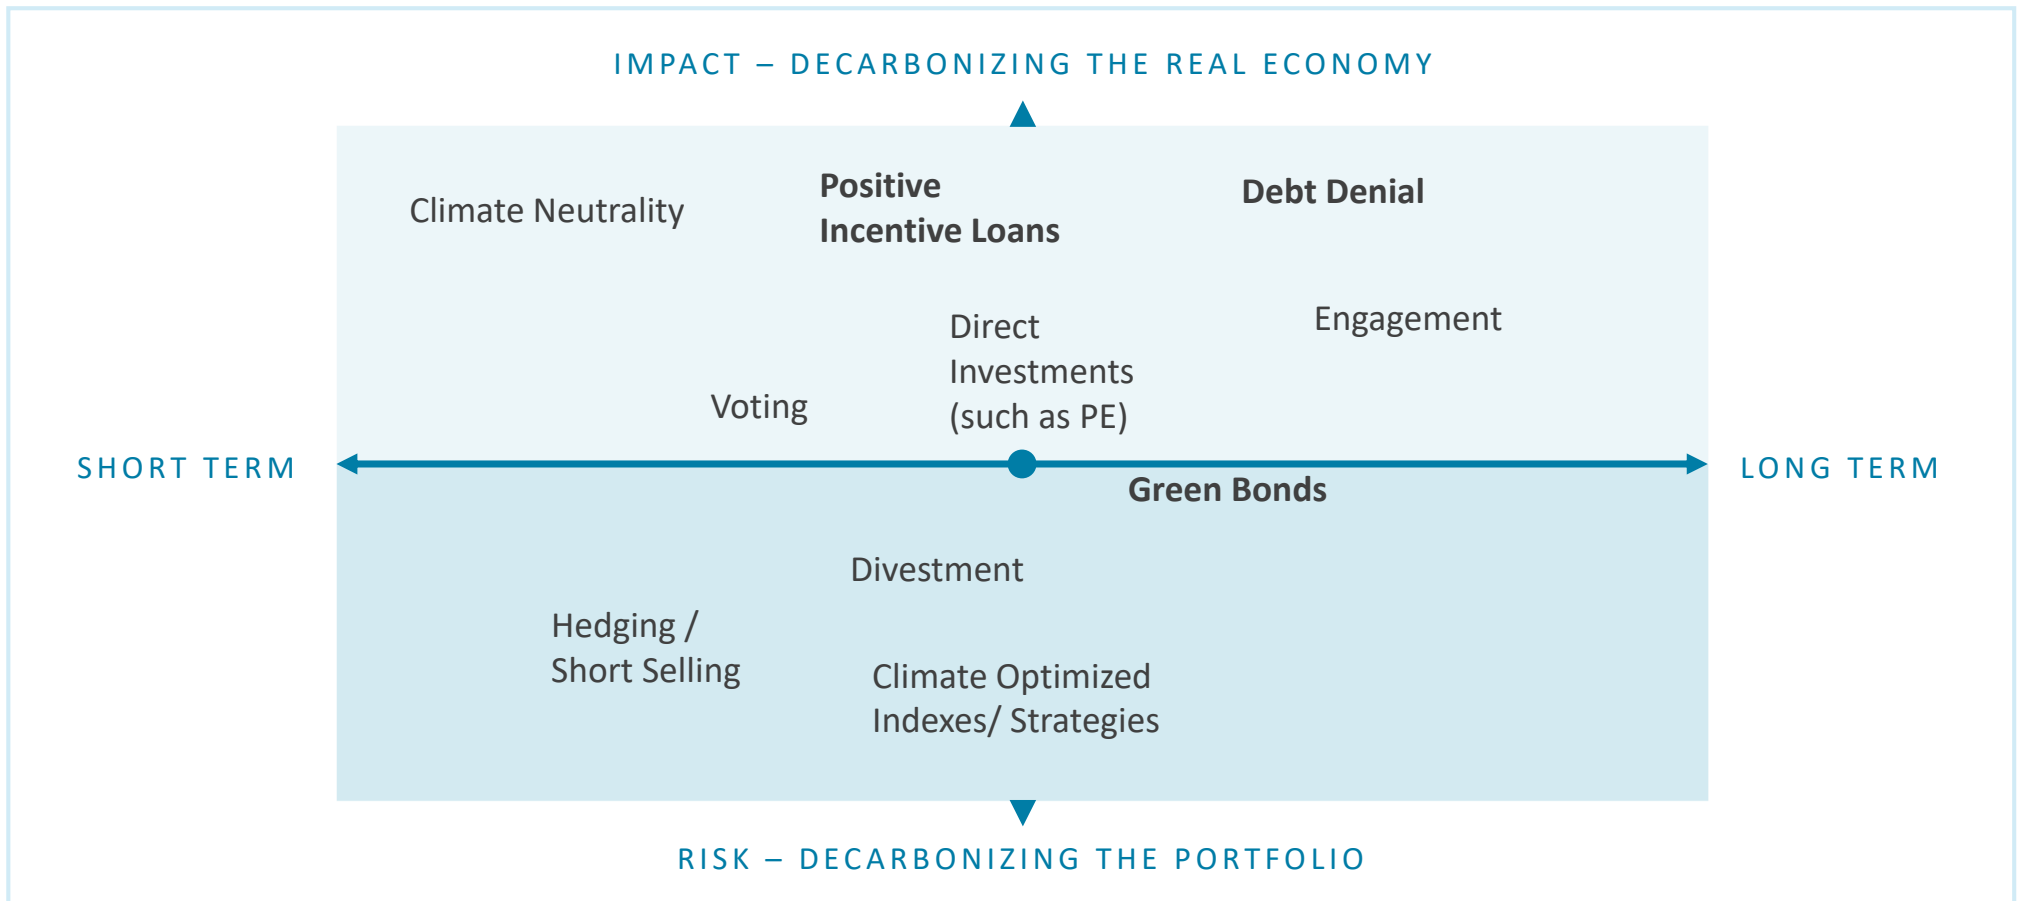 IMPACT – DECARBONIZING THE REAL ECONOMY
Climate Neutrality
Positive
Incentive Loans
Debt Denial
Direct
Investments
(such as PE)
Engagement
Voting
SHORT TERM
LONG TERM
Green Bonds
Divestment
Hedging /
Short Selling
Climate Optimized
Indexes/ Strategies
RISK – DECARBONIZING THE PORTFOLIO